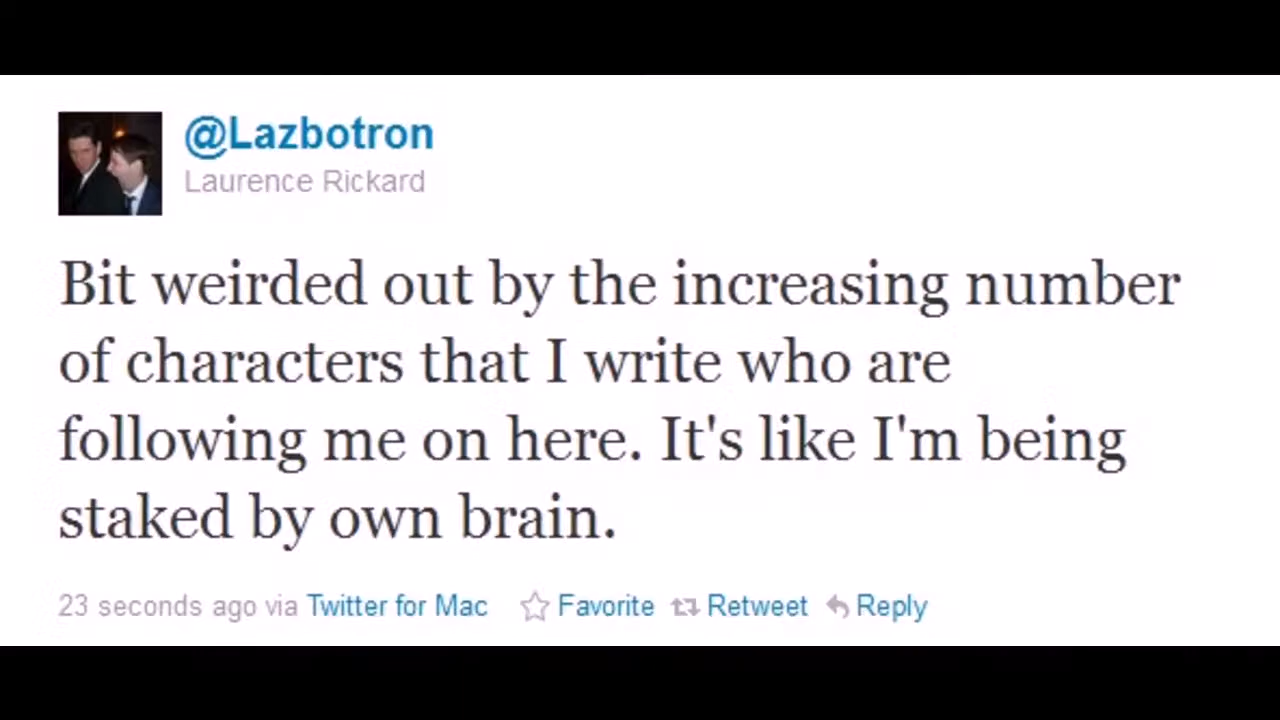 @Lazbotron
Laurence Rickard
Bit weirded out by the increasing number
of characters that I write who are
following me on here. It's like I'm being
staked by own brain.
23 seconds ago via Twitter for Mac Favorite Retweet Reply